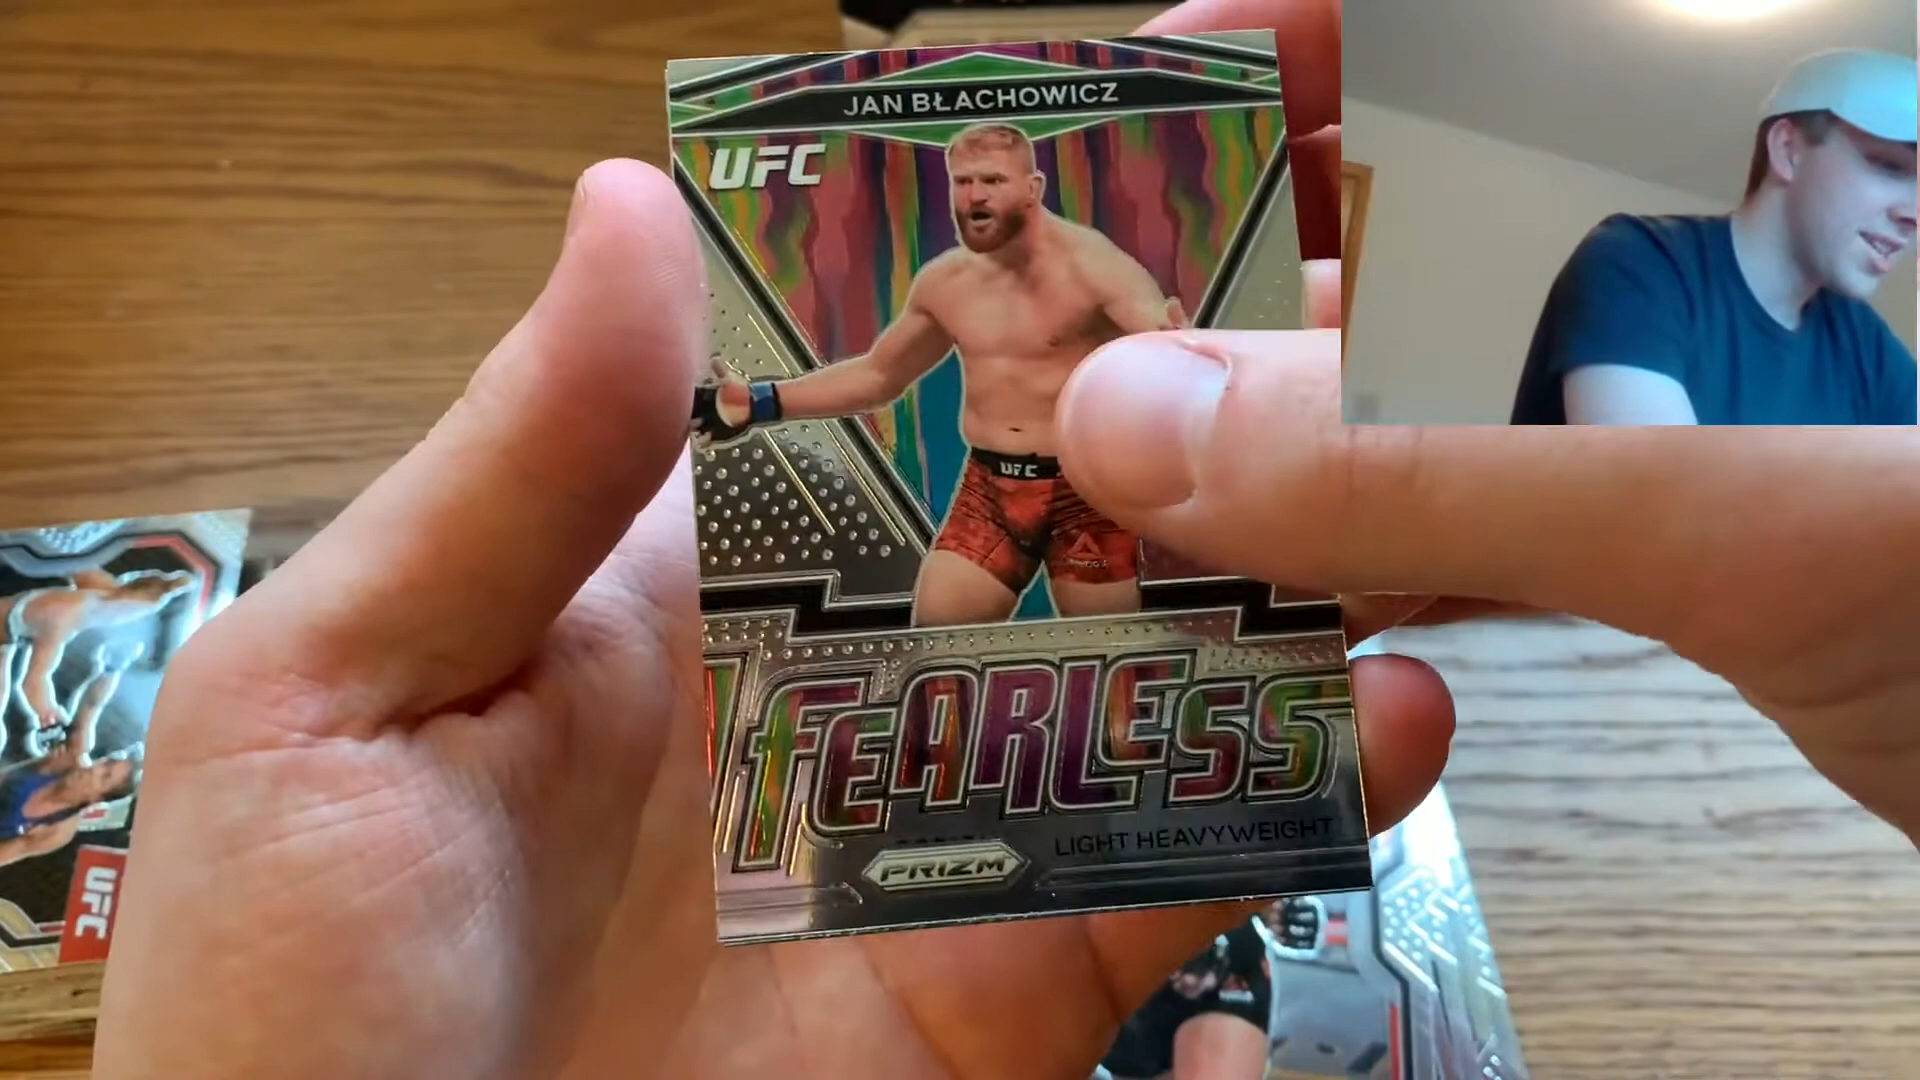 JAN BŁACHOWICZ
UFC
UFC
FEARLESS
LIGHT HEAVYWEIGHT
PRIZM
UFC